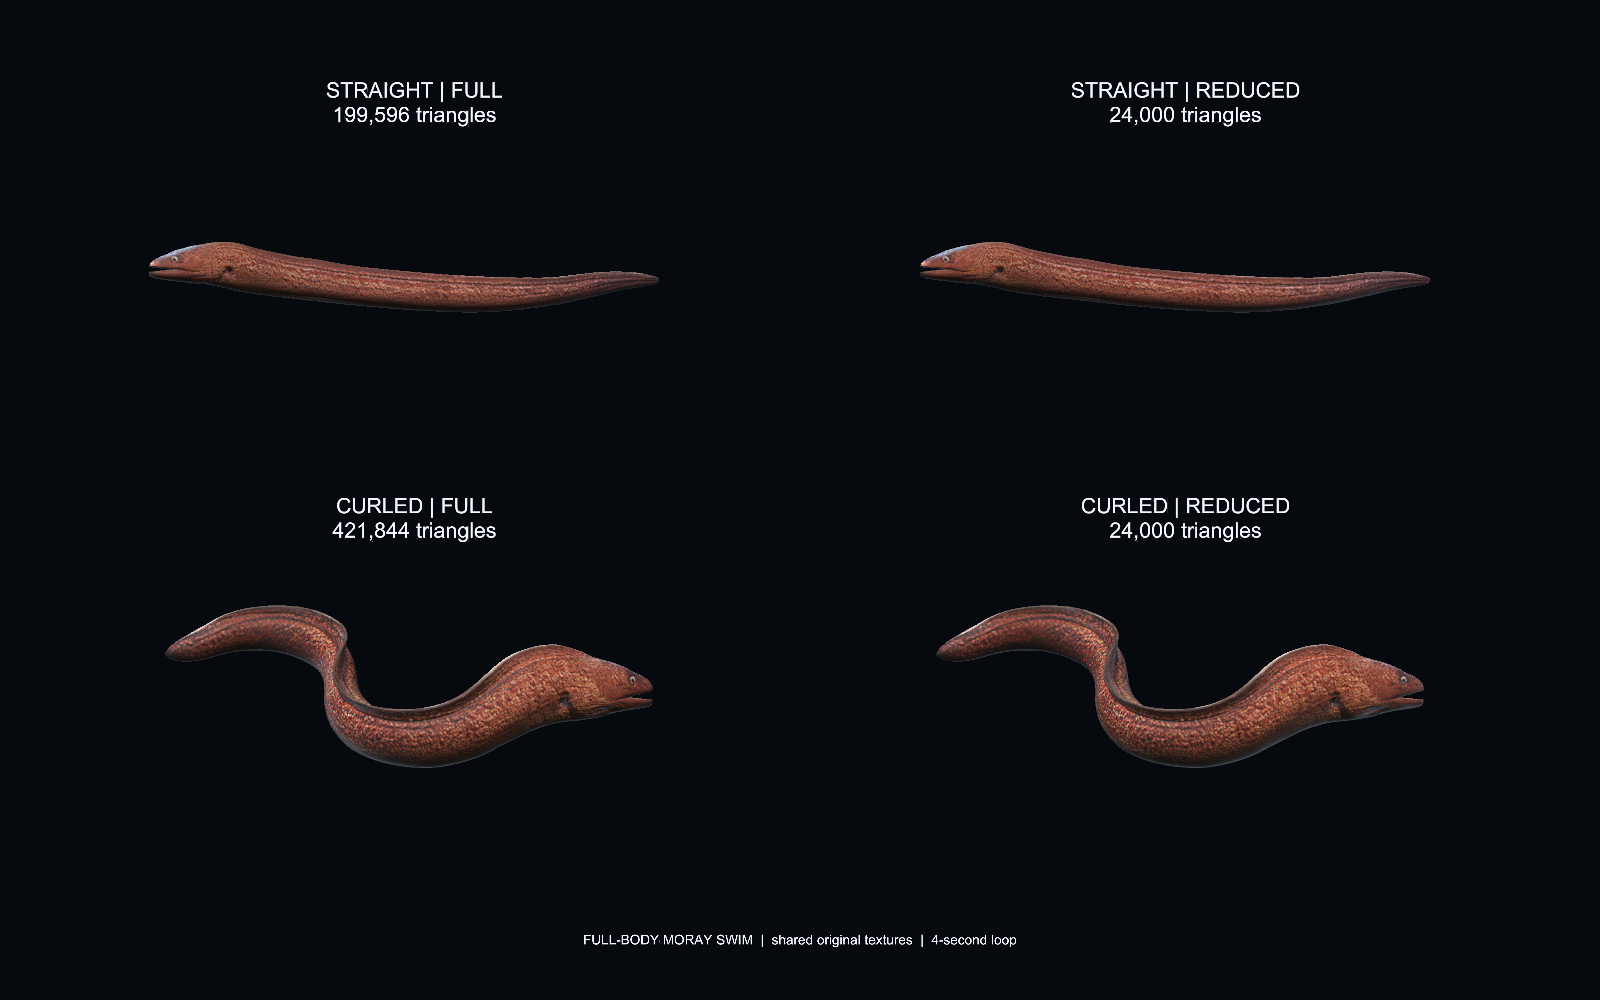 STRAIGHT | FULL
199,596 triangles
STRAIGHT | REDUCED
24,000 triangles
CURLED | FULL
421,844 triangles
CURLED | REDUCED
24,000 triangles
FULL-BODY MORAY SWIM | shared original textures | 4-second loop